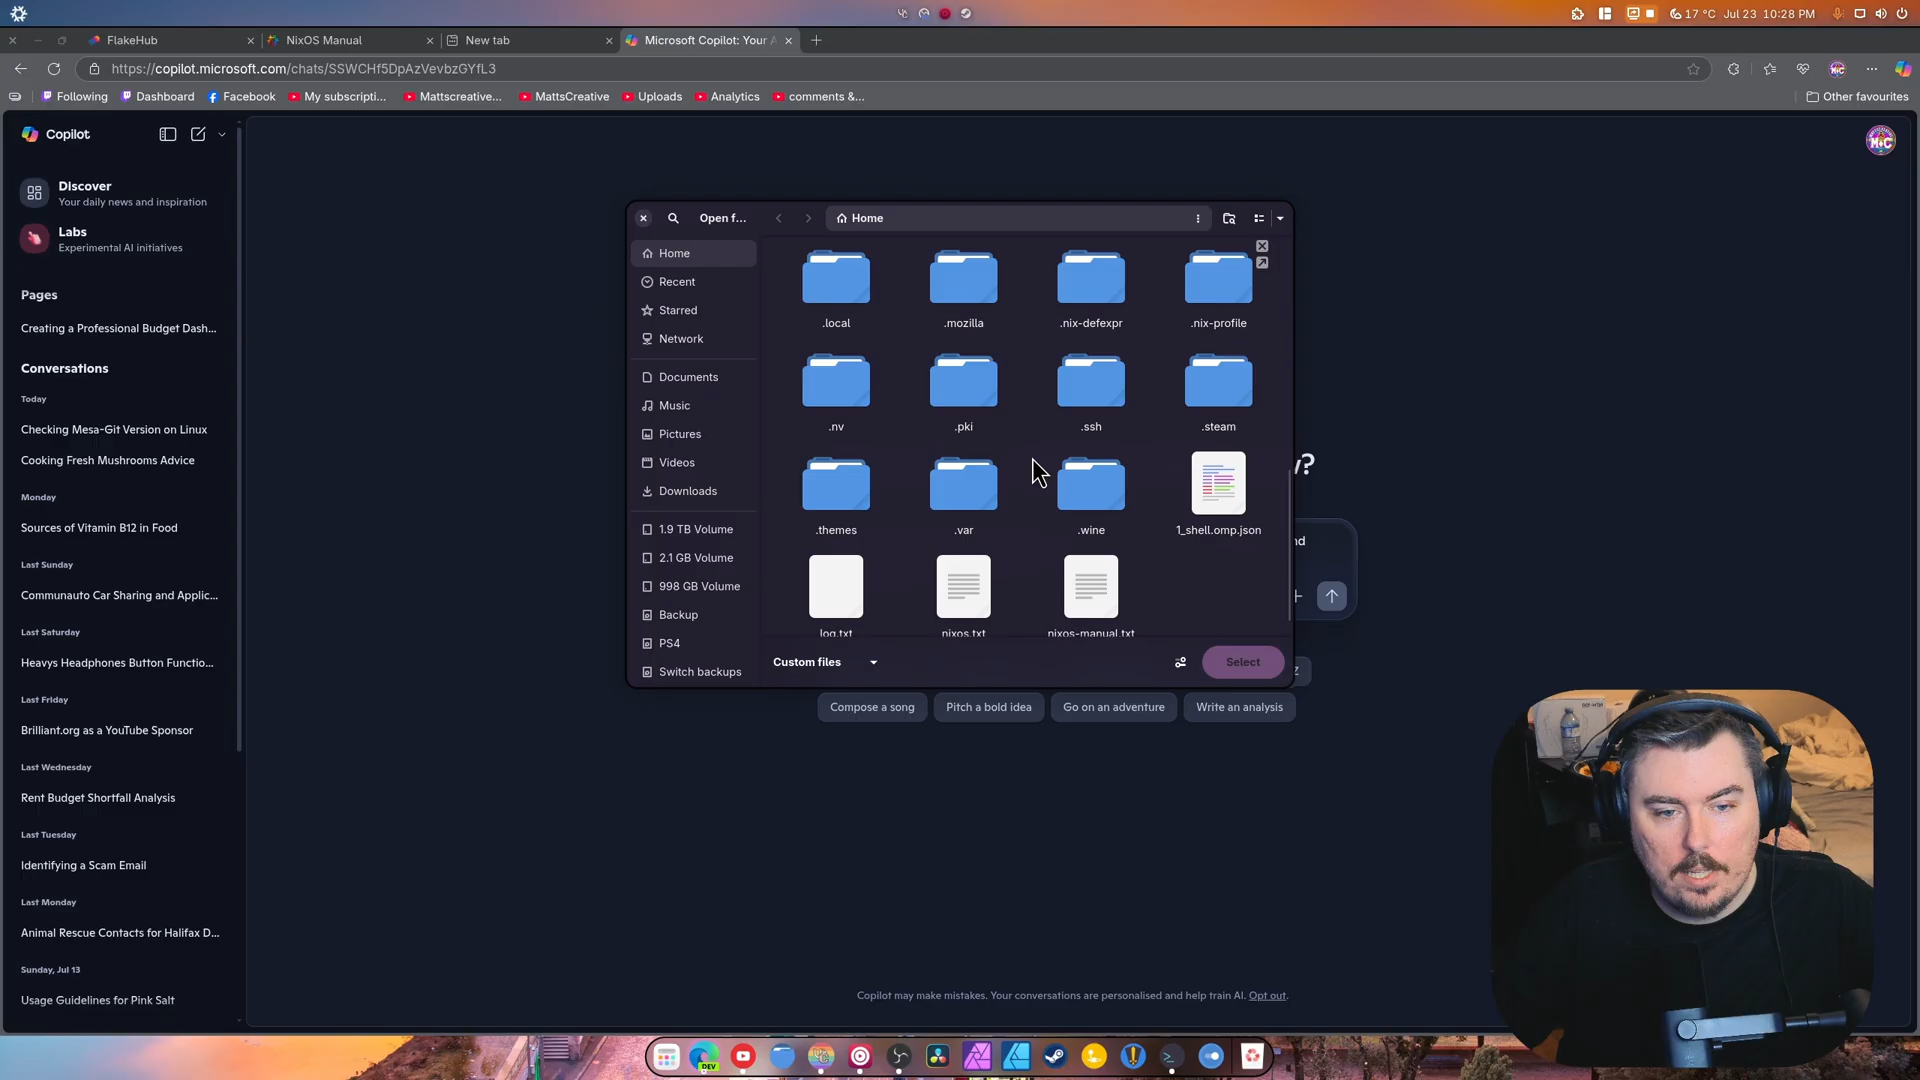 17 °C Jul 23 10:28 PM
FlakeHub
NixOS Manual
New tab
Microsoft Copilot: Your A
https://copilot.microsoft.com/chats/SSWCHf5DpAzVevbzGYfL3
Following
Dashboard
Facebook
My subscripti...
Mattscreative...
MattsCreative
Uploads
Analytics
comments &...
Other favourites
Copilot
Discover
Your daily news and inspiration
Labs
Experimental AI initiatives
Pages
Creating a Professional Budget Dash...
Conversations
Today
Checking Mesa-Git Version on Linux
Cooking Fresh Mushrooms Advice
Monday
Sources of Vitamin B12 in Food
Last Sunday
Communauto Car Sharing and Applic...
Last Saturday
Heavys Headphones Button Functio...
Last Friday
Brilliant.org as a YouTube Sponsor
Last Wednesday
Rent Budget Shortfall Analysis
Last Tuesday
Identifying a Scam Email
Last Monday
Animal Rescue Contacts for Halifax D...
Sunday, Jul 13
Usage Guidelines for Pink Salt
Open f...
Home
Home
Recent
Starred
Network
Documents
Music
Pictures
Videos
Downloads
1.9 TB Volume
2.1 GB Volume
998 GB Volume
Backup
PS4
Switch backups
.local
.mozilla
.nix-defexpr
.nix-profile
.nv
.pki
.ssh
.steam
.themes
.var
.wine
1_shell.omp.json
log.txt
nixos.txt
nixos-manual.txt
Custom files
Select
?
nd
Compose a song
Pitch a bold idea
Go on an adventure
Write an analysis
Copilot may make mistakes. Your conversations are personalised and help train AI. Opt out.
DEV